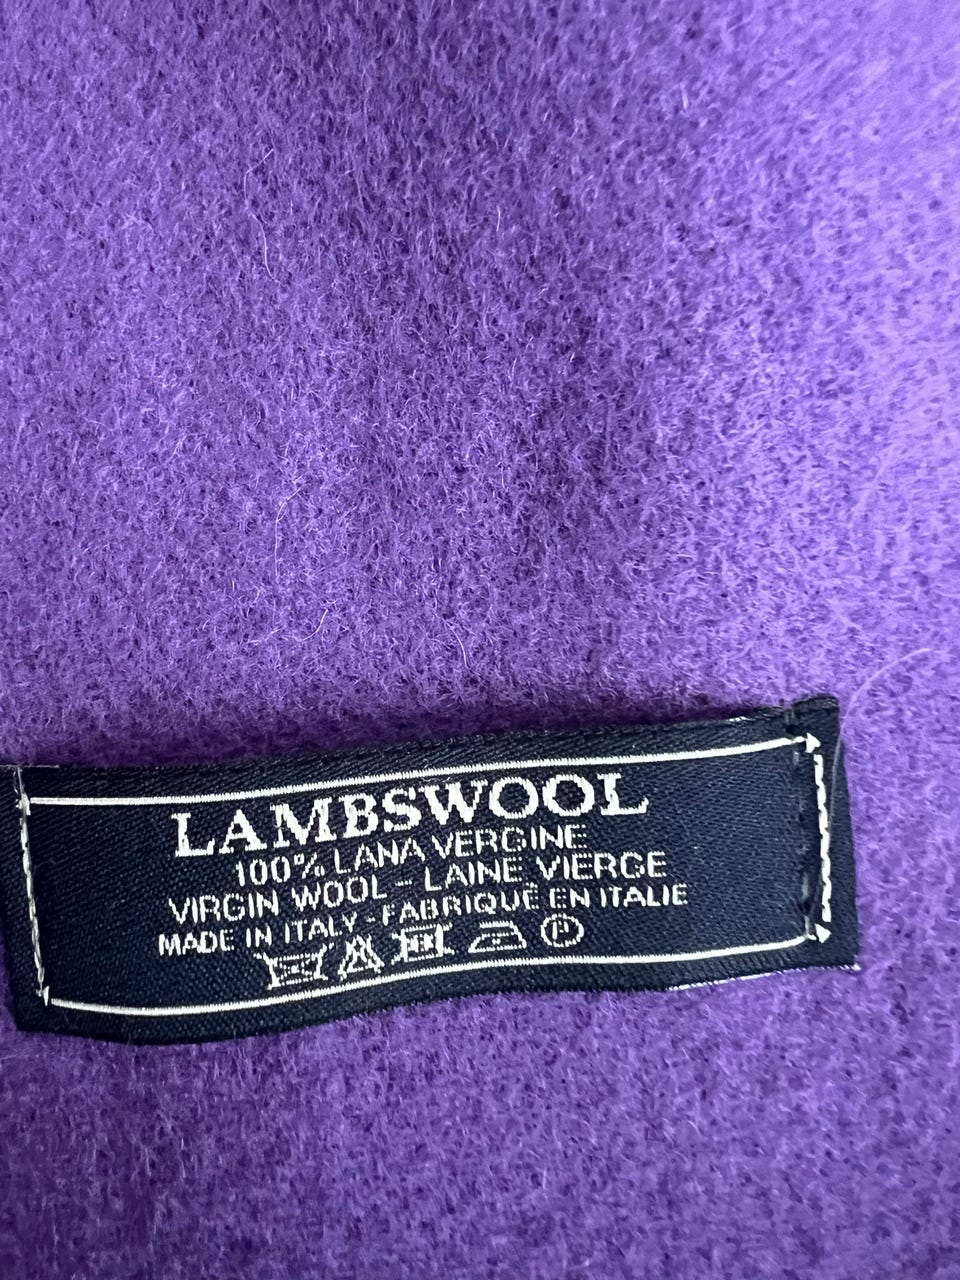 LAMBSWOOL
100% LANA VERGINE
VIRGIN WOOL - LAINE VIERGE
MADE IN ITALY - FABRIQUÉ EN ITALIE
P